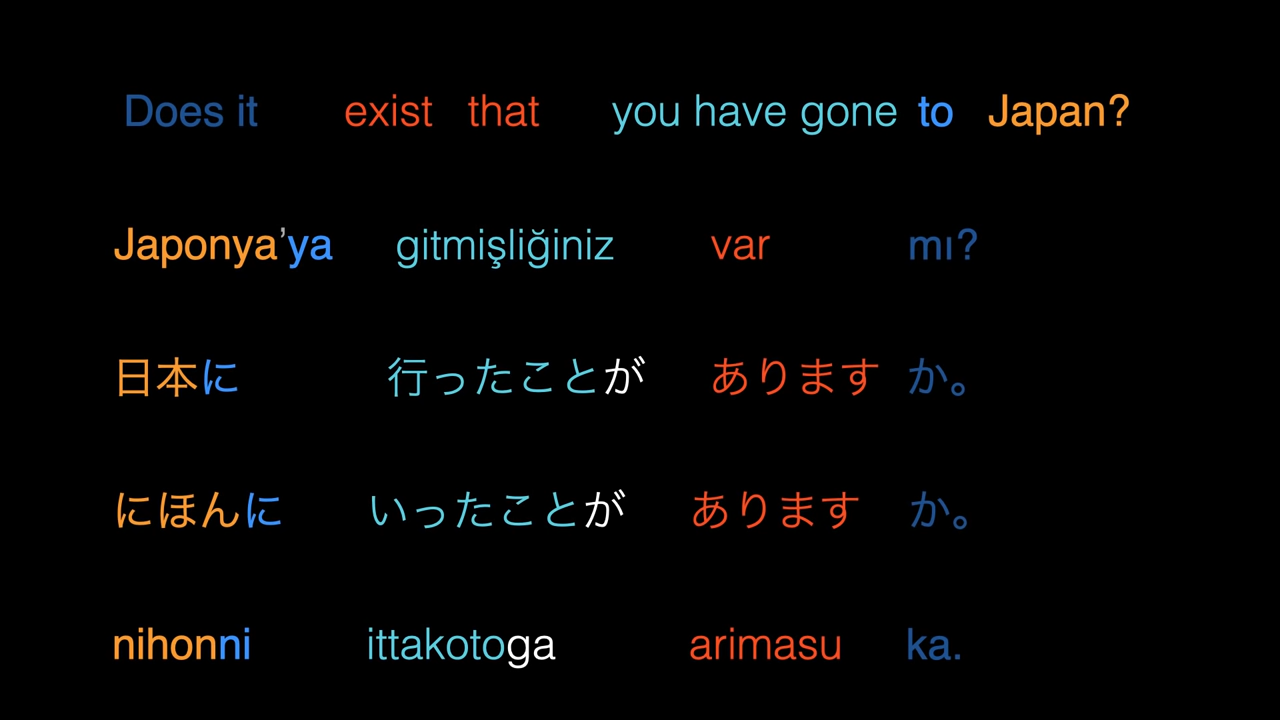 Does it exist that you have gone to Japan?
Japonya’ya gitmişliğiniz var mı?
日本に 行ったことが あります か。
にほんに いったことが あります か。
nihonni ittakotoga arimasu ka.